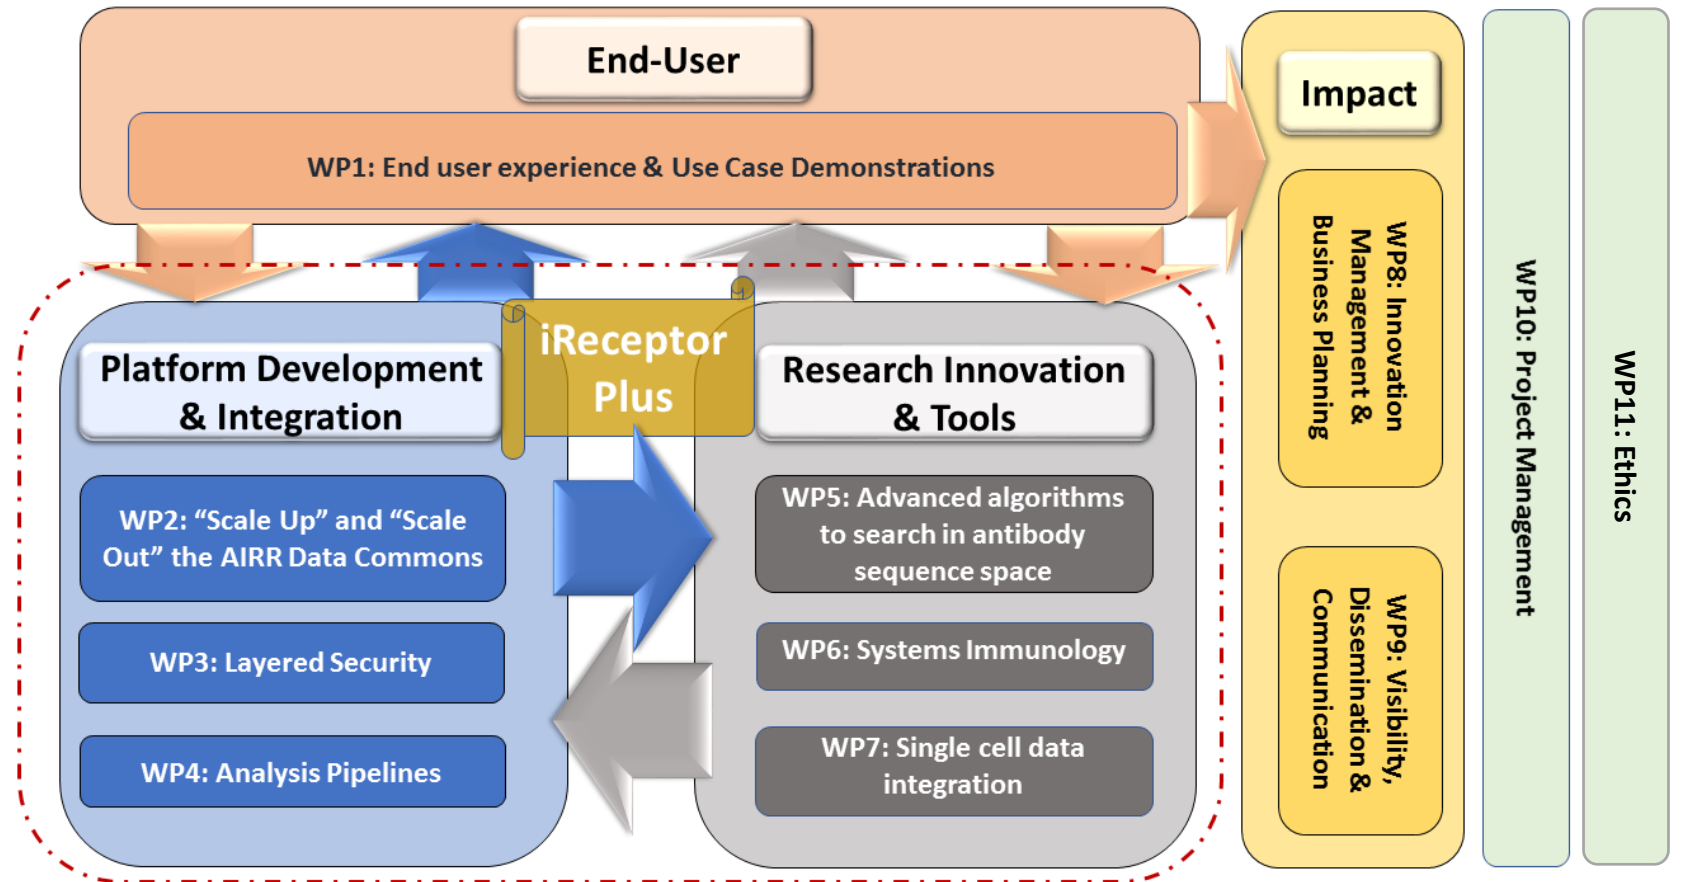 End-User
WP1: End user experience & Use Case Demonstrations
iReceptor
Plus
Platform Development
& Integration
WP2: “Scale Up” and “Scale
Out” the AIRR Data Commons
WP3: Layered Security
WP4: Analysis Pipelines
Research Innovation
& Tools
WP5: Advanced algorithms
to search in antibody
sequence space
WP6: Systems Immunology
WP7: Single cell data
integration
Impact
WP8: Innovation
Management &
Business Planning
WP9: Visibility,
Dissemination &
Communication
WP10: Project Management
WP11: Ethics